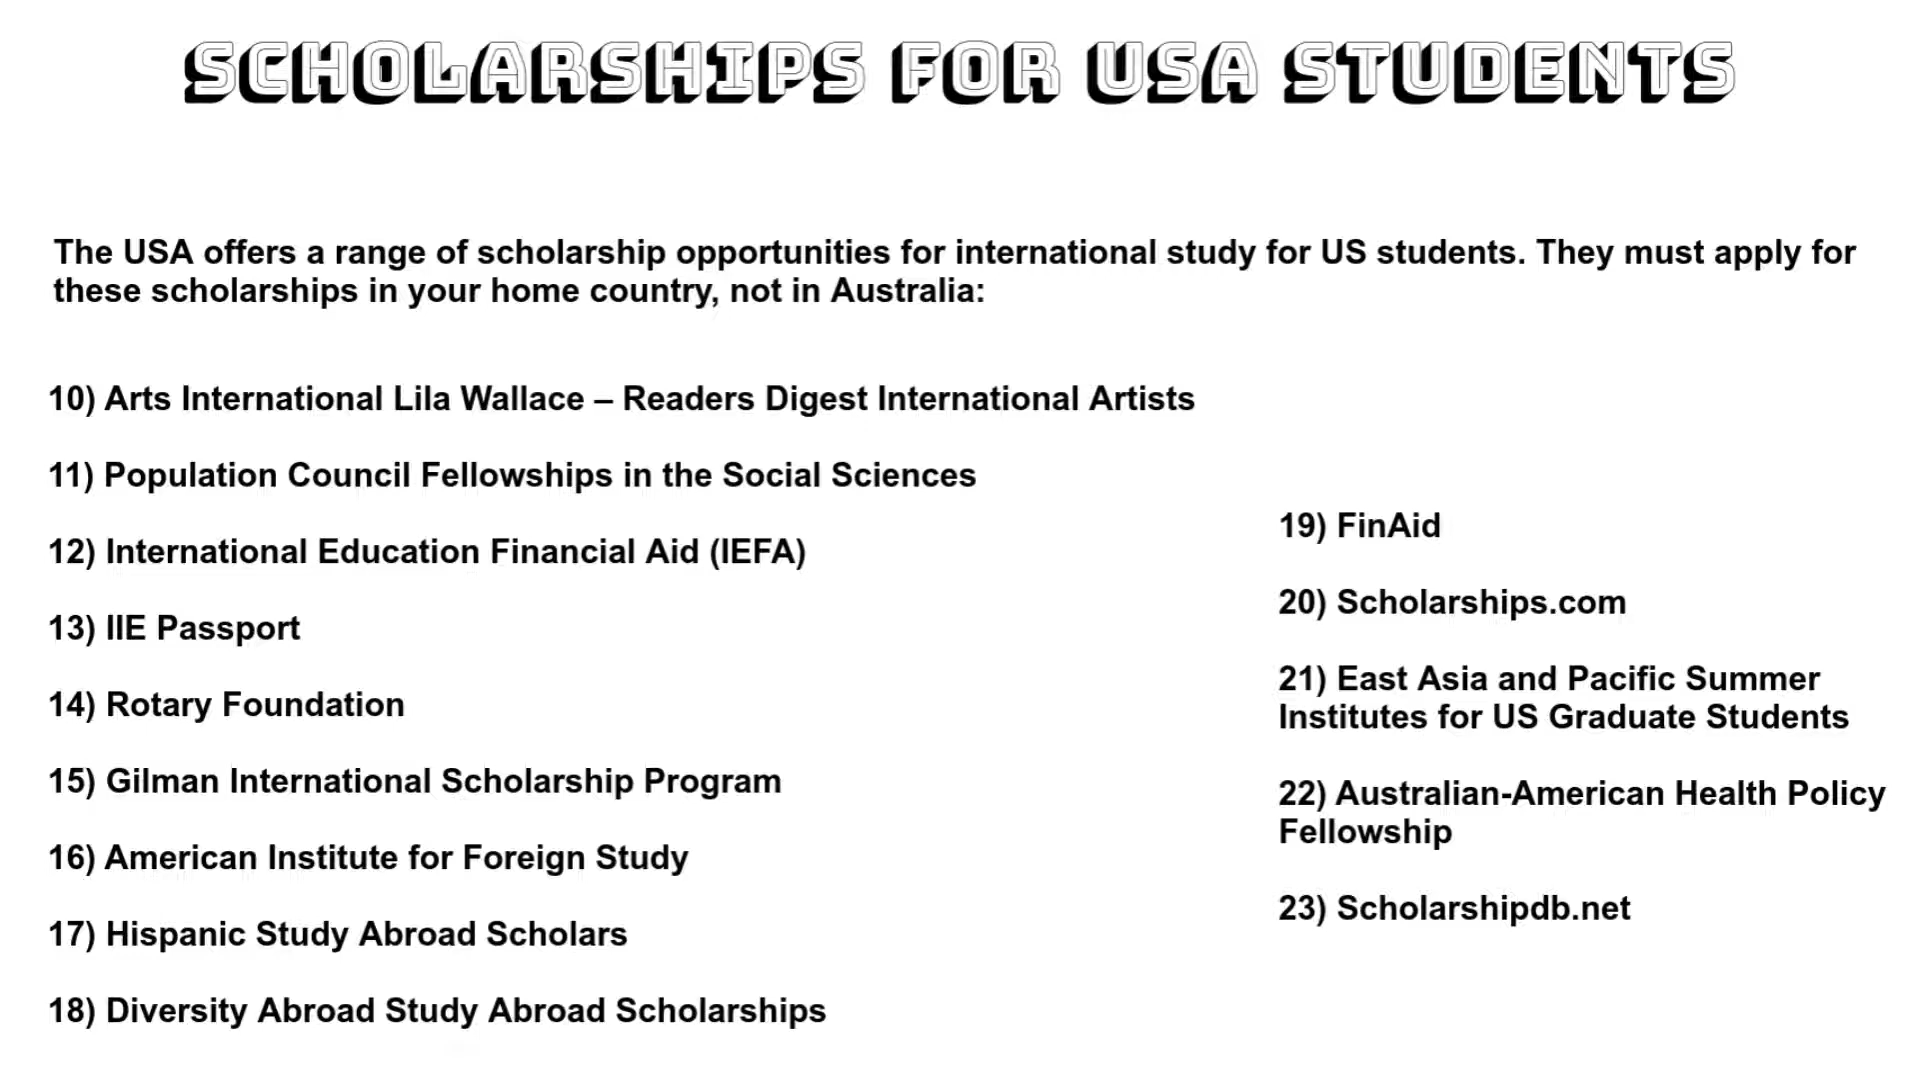 SCHOLARSHIPS FOR USA STUDENTS
The USA offers a range of scholarship opportunities for international study for US students. They must apply for
these scholarships in your home country, not in Australia:
10) Arts International Lila Wallace – Readers Digest International Artists
11) Population Council Fellowships in the Social Sciences
12) International Education Financial Aid (IEFA)
13) IIE Passport
14) Rotary Foundation
15) Gilman International Scholarship Program
16) American Institute for Foreign Study
17) Hispanic Study Abroad Scholars
18) Diversity Abroad Study Abroad Scholarships
19) FinAid
20) Scholarships.com
21) East Asia and Pacific Summer
Institutes for US Graduate Students
22) Australian-American Health Policy
Fellowship
23) Scholarshipdb.net